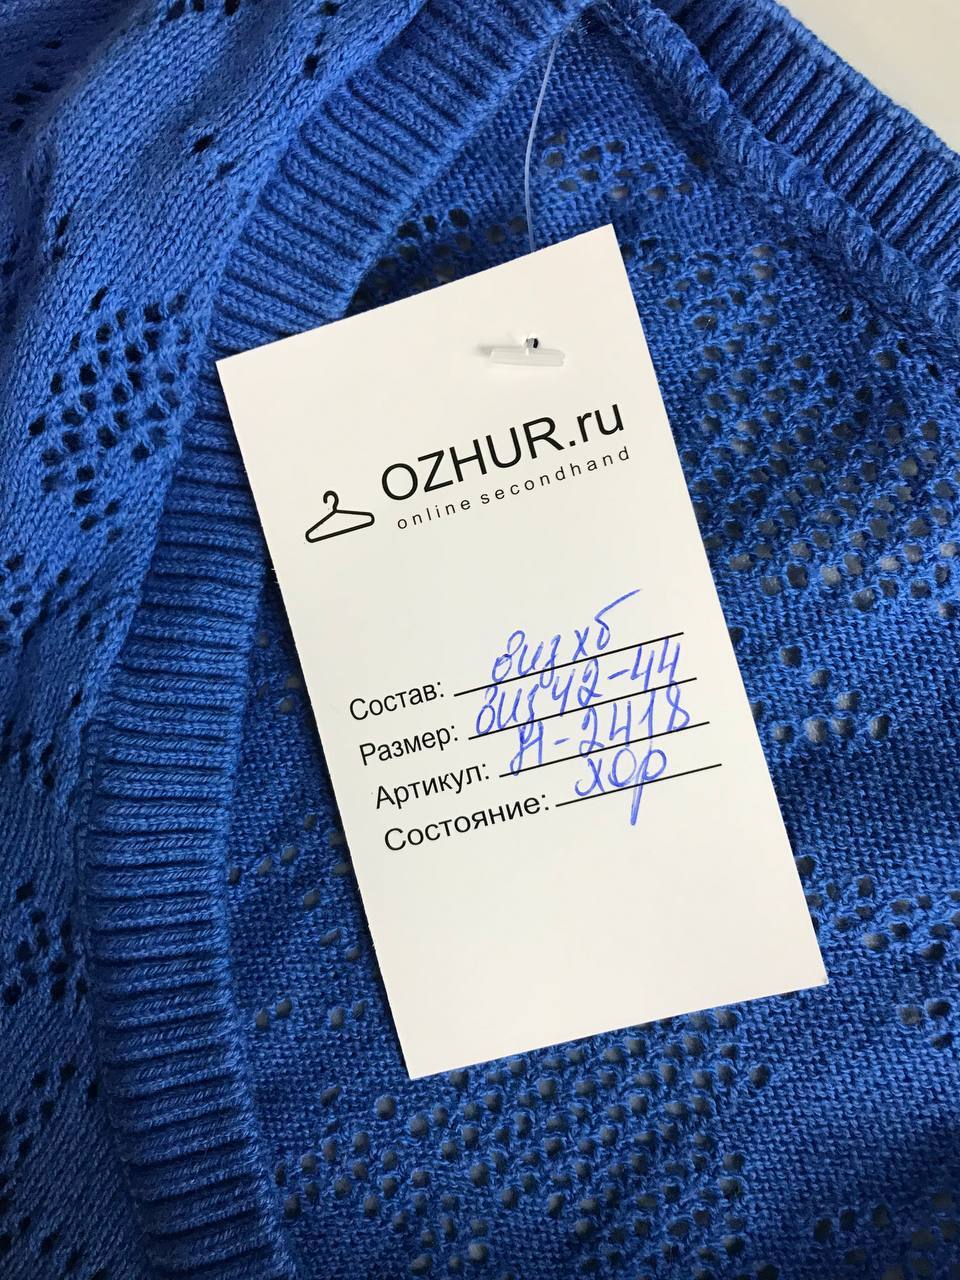 OZHUR.ru
online secondhand
Состав: виз хб
Размер: виз 42-44
Артикул: Я-2418
Состояние: хор